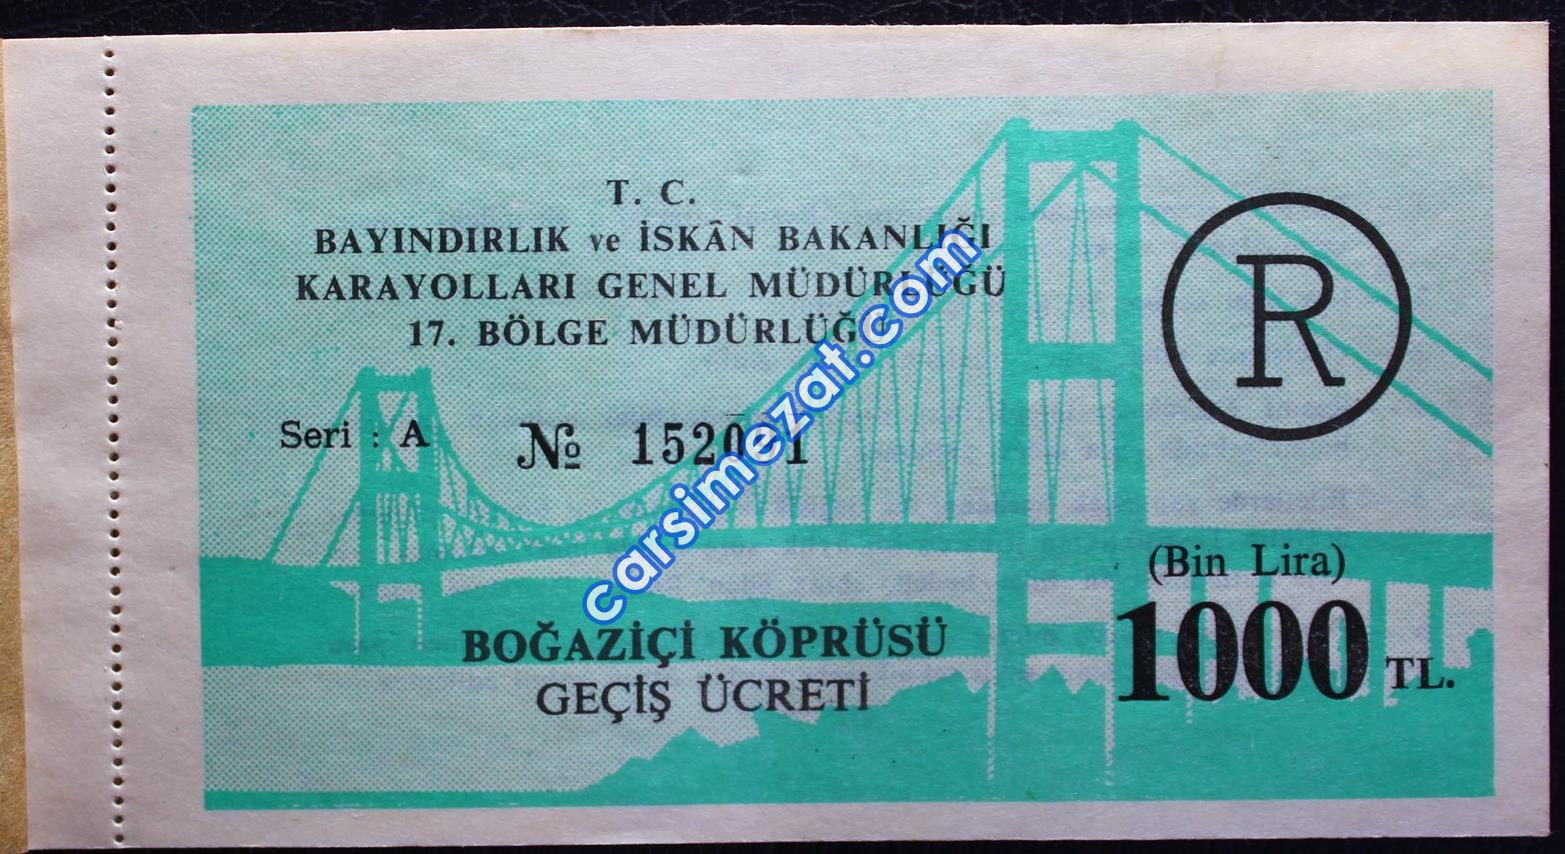 T. C.
BAYINDIRLIK ve İSKÂN BAKANLIĞI
KARAYOLLARI GENEL MÜDÜRLÜĞÜ
17. BÖLGE MÜDÜRLÜĞÜ
R
Seri : A № 
carsimezat.com
(Bin Lira)
1000 TL.
BOĞAZİÇİ KÖPRÜSÜ
GEÇİŞ ÜCRETİ